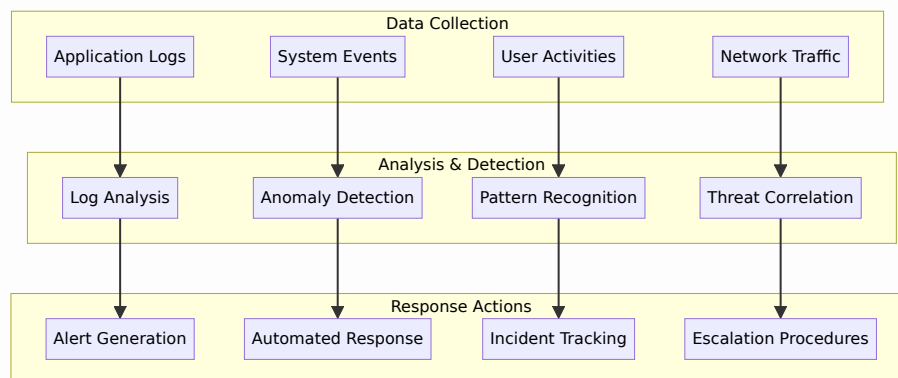 Data Collection
Application Logs
System Events
User Activities
Network Traffic
Analysis & Detection
Log Analysis
Anomaly Detection
Pattern Recognition
Threat Correlation
Response Actions
Alert Generation
Automated Response
Incident Tracking
Escalation Procedures